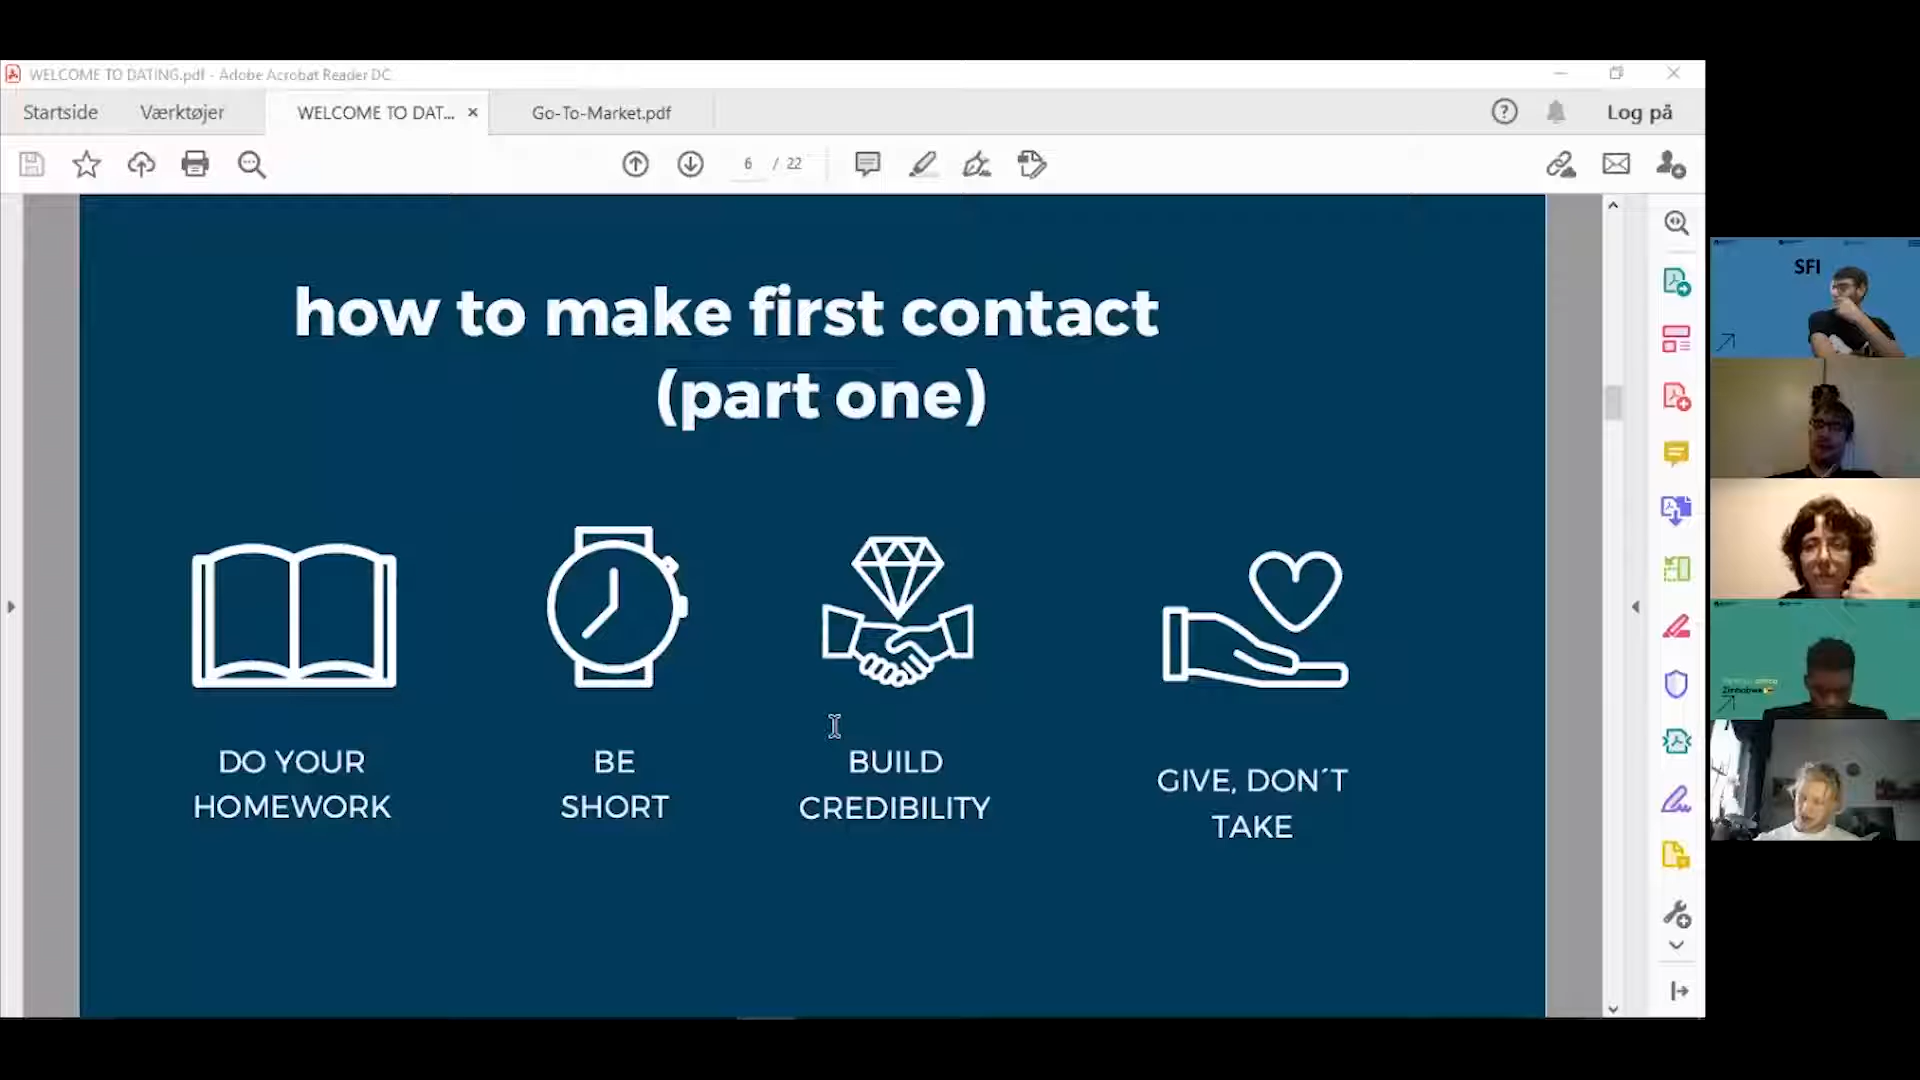 WELCOME TO DATING.pdf - Adobe Acrobat Reader DC
Startside Værktøjer WELCOME TO DAT... × Go-To-Market.pdf Log på
6 / 22
how to make first contact
(part one)
DO YOUR
HOMEWORK
BE
SHORT
BUILD
CREDIBILITY
GIVE, DON´T
TAKE
SFI
Zimbabwe